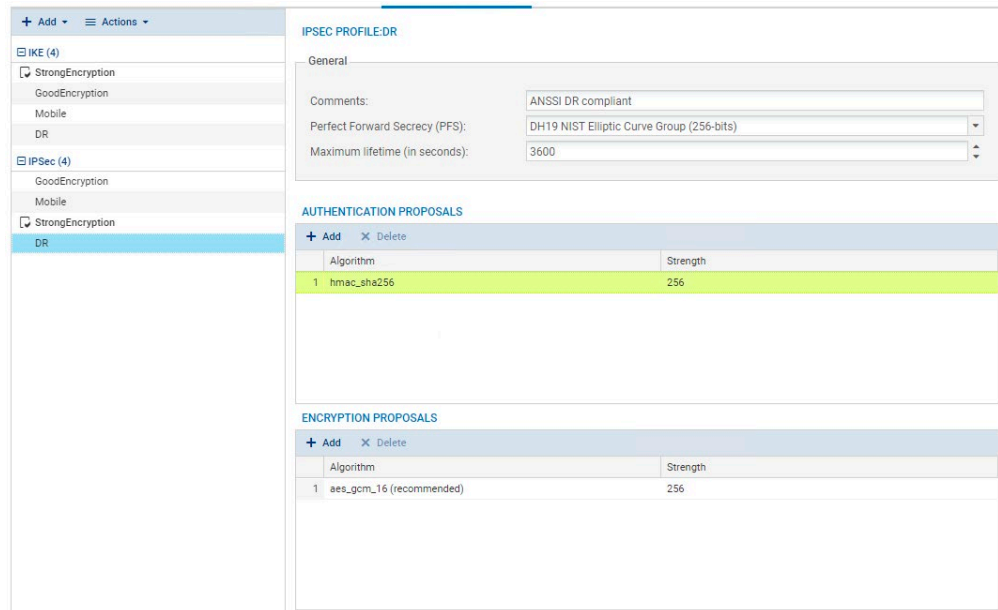 Add Actions
IKE (4)
StrongEncryption
GoodEncryption
Mobile
DR
IPSec (4)
GoodEncryption
Mobile
StrongEncryption
DR
IPSEC PROFILE:DR
General
Comments: ANSSI DR compliant
Perfect Forward Secrecy (PFS): DH19 NIST Elliptic Curve Group (256-bits)
Maximum lifetime (in seconds): 3600
AUTHENTICATION PROPOSALS
Add Delete
Algorithm Strength
1 hmac_sha256 256
ENCRYPTION PROPOSALS
Add Delete
Algorithm Strength
1 aes_gcm_16 (recommended) 256